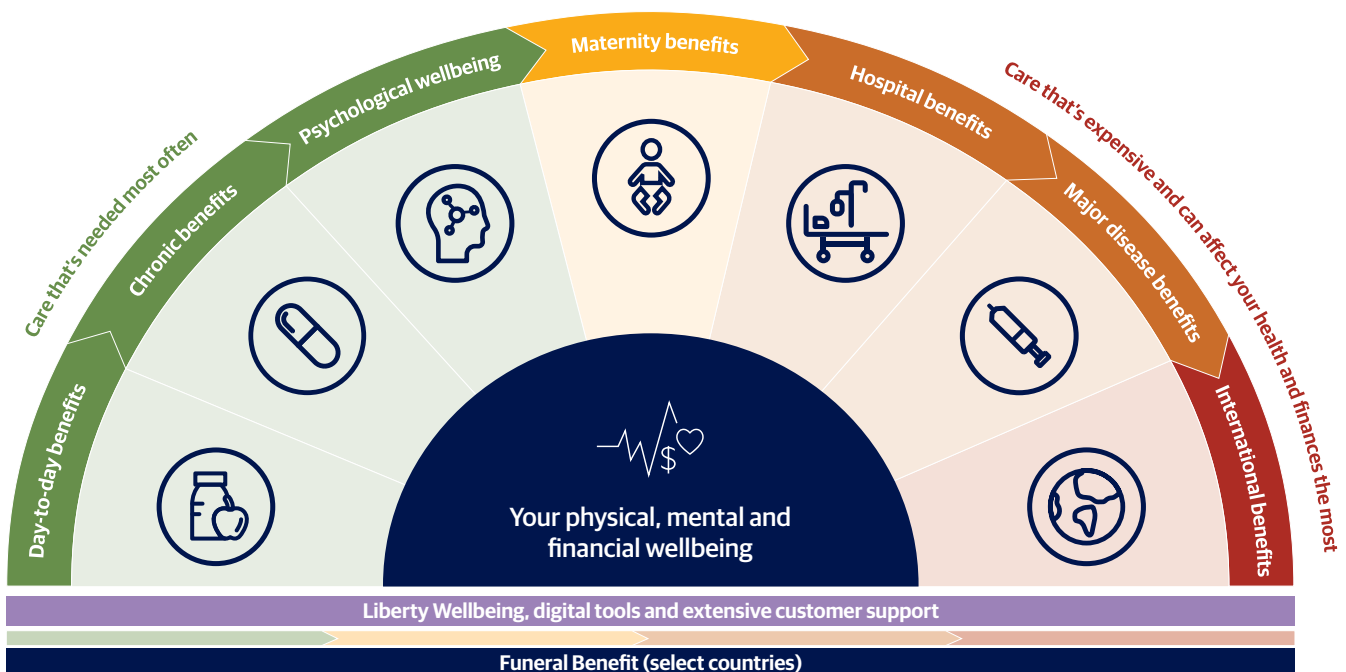 Care that's needed most often
Care that's expensive and can affect your health and finances the most
Day-to-day benefits
Chronic benefits
Psychological wellbeing
Maternity benefits
Hospital benefits
Major disease benefits
International benefits
$
Your physical, mental and
financial wellbeing
Liberty Wellbeing, digital tools and extensive customer support
Funeral Benefit (select countries)